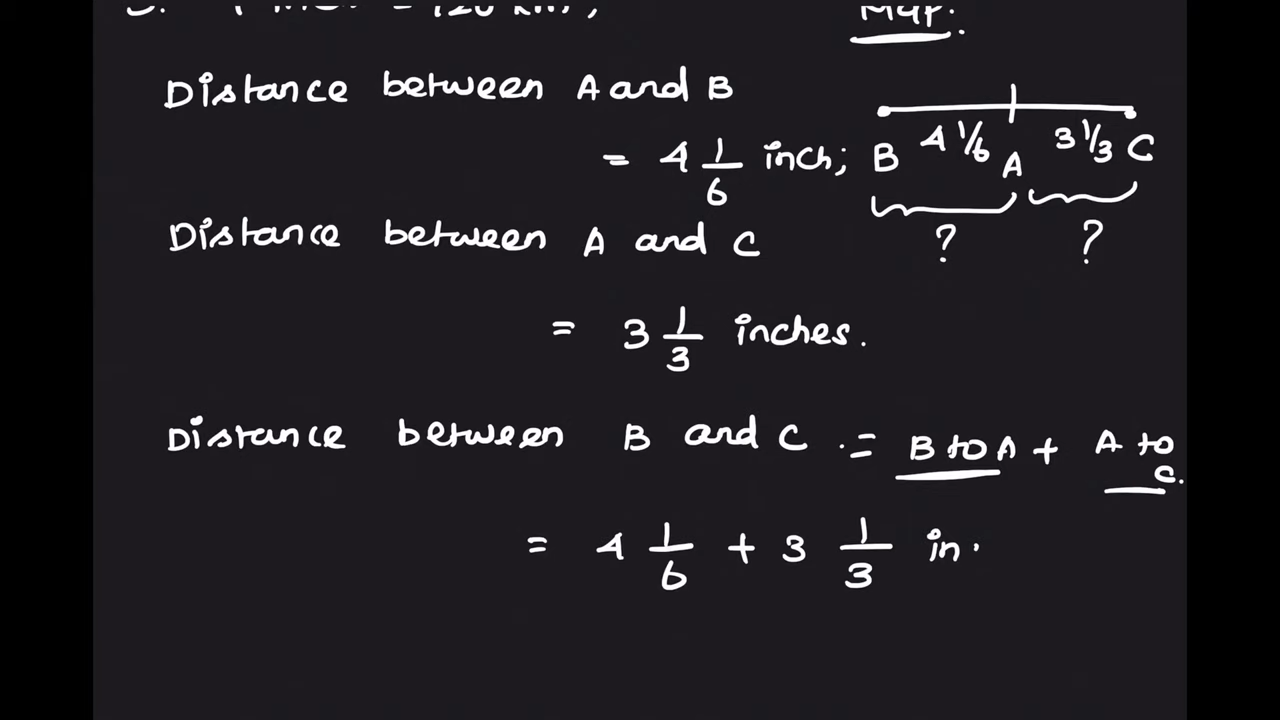 Map.
Distance between A and B
= 4 1/6 inch;
B 4 1/6 A 3 1/3 C
? ?
Distance between A and C
= 3 1/3 inches.
Distance between B and C .= B to A + A to C.
= 4 1/6 + 3 1/3 in.